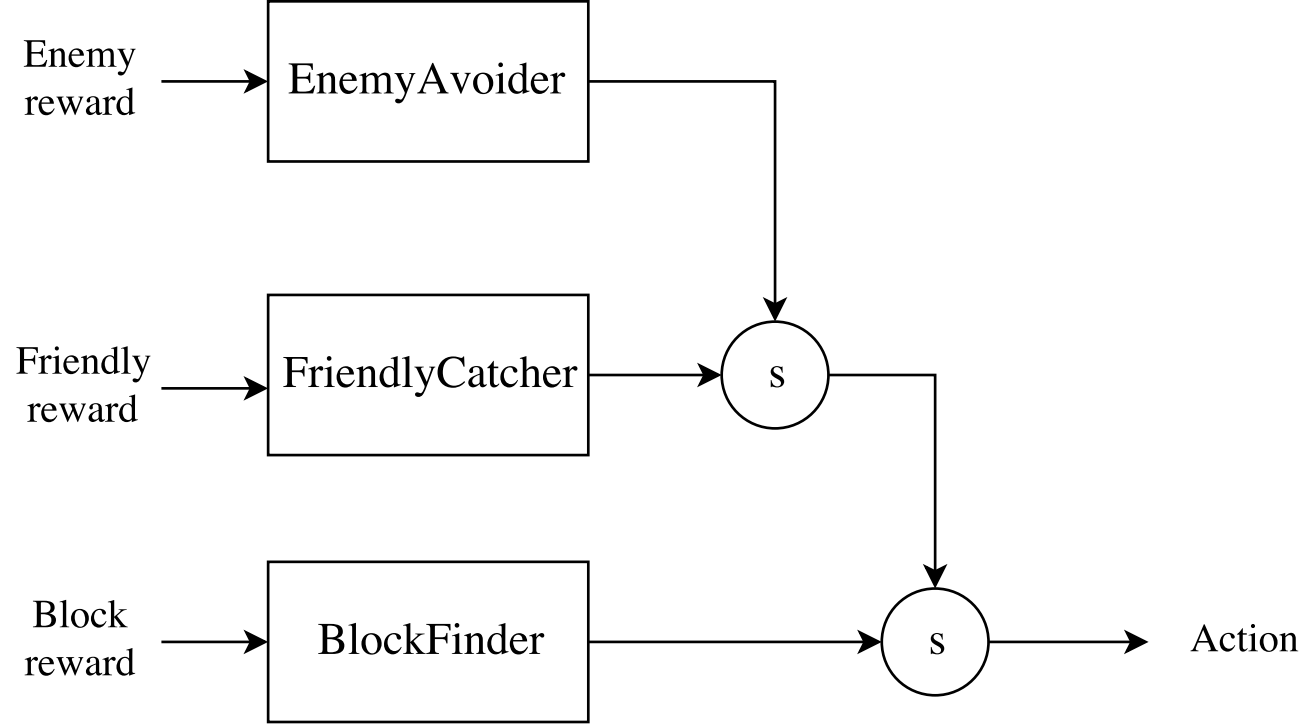 Enemy
reward
EnemyAvoider
Friendly
reward
FriendlyCatcher
s
Block
reward
BlockFinder
s
Action